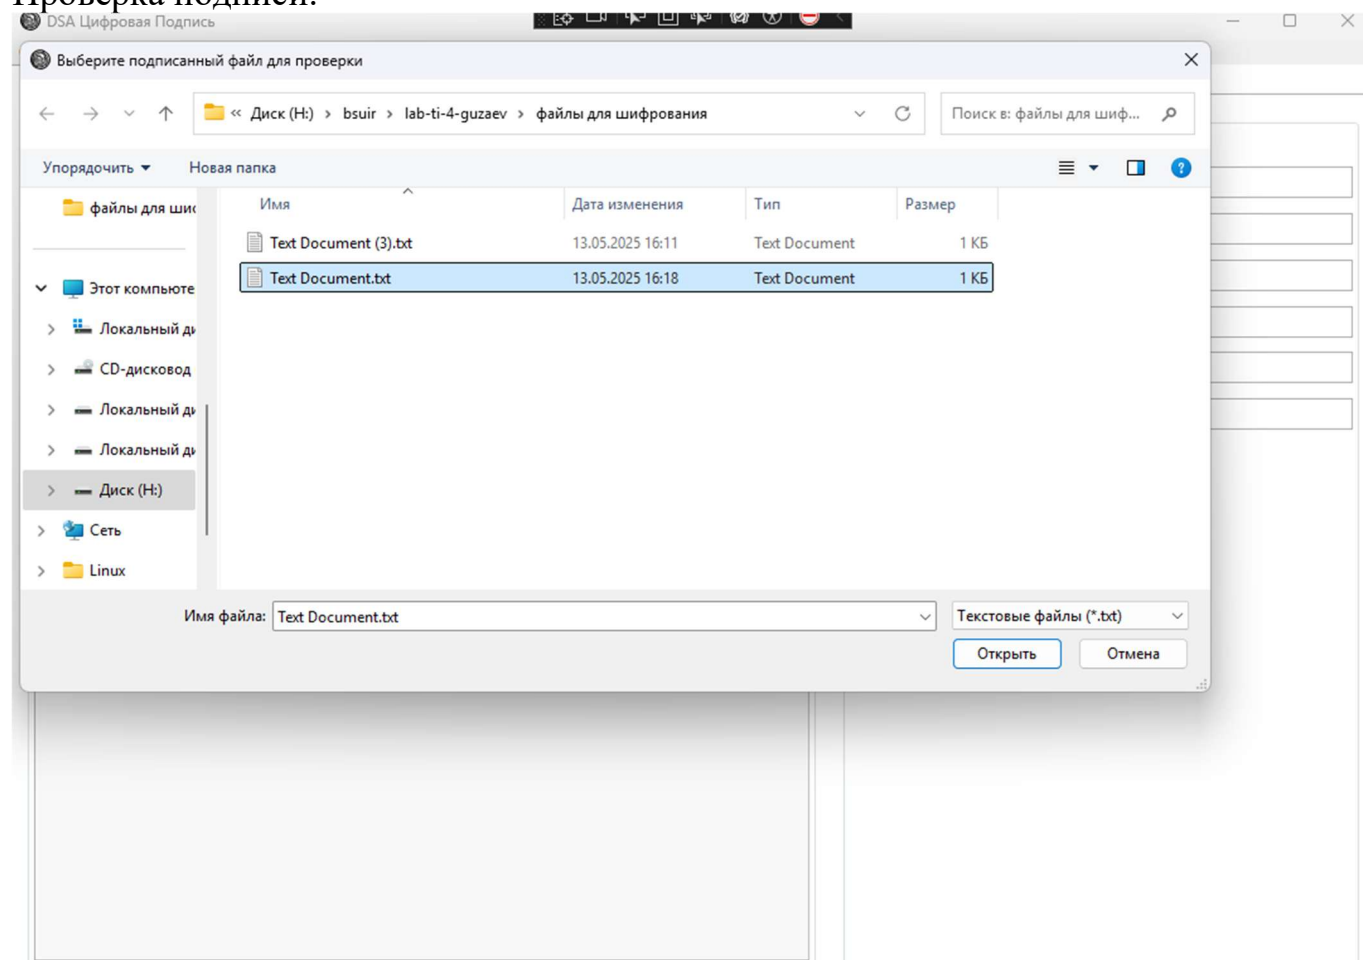 Проверка подписи:
DSA Цифровая Подпись
Выберите подписанный файл для проверки
« Диск (H:) > bsuir > lab-ti-4-guzaev > файлы для шифрования
Поиск в: файлы для шиф...
Упорядочить
Новая папка
файлы для ши
Имя
Дата изменения
Тип
Размер
Text Document (3).txt
13.05.2025 16:11
Text Document
1 КБ
Text Document.txt
13.05.2025 16:18
Text Document
1 КБ
Этот компьюте
Локальный ди
CD-дисковод
Локальный ди
Локальный ди
Диск (H:)
Сеть
Linux
Имя файла:
Text Document.txt
Текстовые файлы (*.txt)
Открыть
Отмена